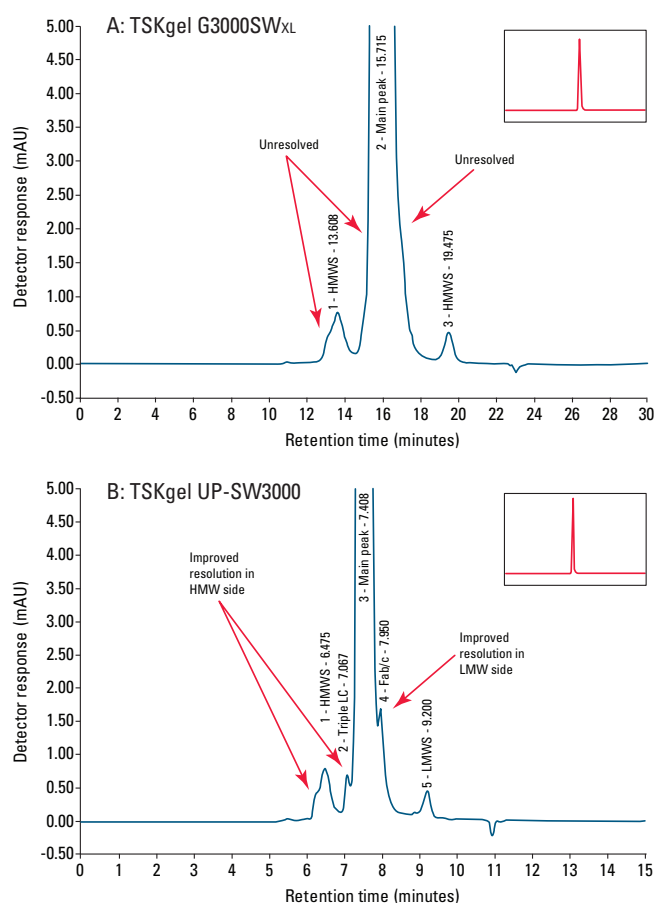 A: TSKgel G3000SWXL
5.00
4.50
4.00
3.50
3.00
2.50
2.00
1.50
1.00
0.50
0.00
-0.50
Detector response (mAU)
Unresolved
1 - HMWS - 13.608
2 - Main peak - 15.715
Unresolved
3 - HMWS - 19.475
0 2 4 6 8 10 12 14 16 18 20 22 24 26 28 30
Retention time (minutes)
B: TSKgel UP-SW3000
5.00
4.50
4.00
3.50
3.00
2.50
2.00
1.50
1.00
0.50
0.00
-0.50
Detector response (mAU)
Improved
resolution in
HMW side
1 - HMWS - 6.475
2 - Triple LC - 7.067
3 - Main peak - 7.408
4 - Fab/c - 7.950
Improved
resolution in
LMW side
5 - LMWS - 9.200
0 1 2 3 4 5 6 7 8 9 10 11 12 13 14 15
Retention time (minutes)